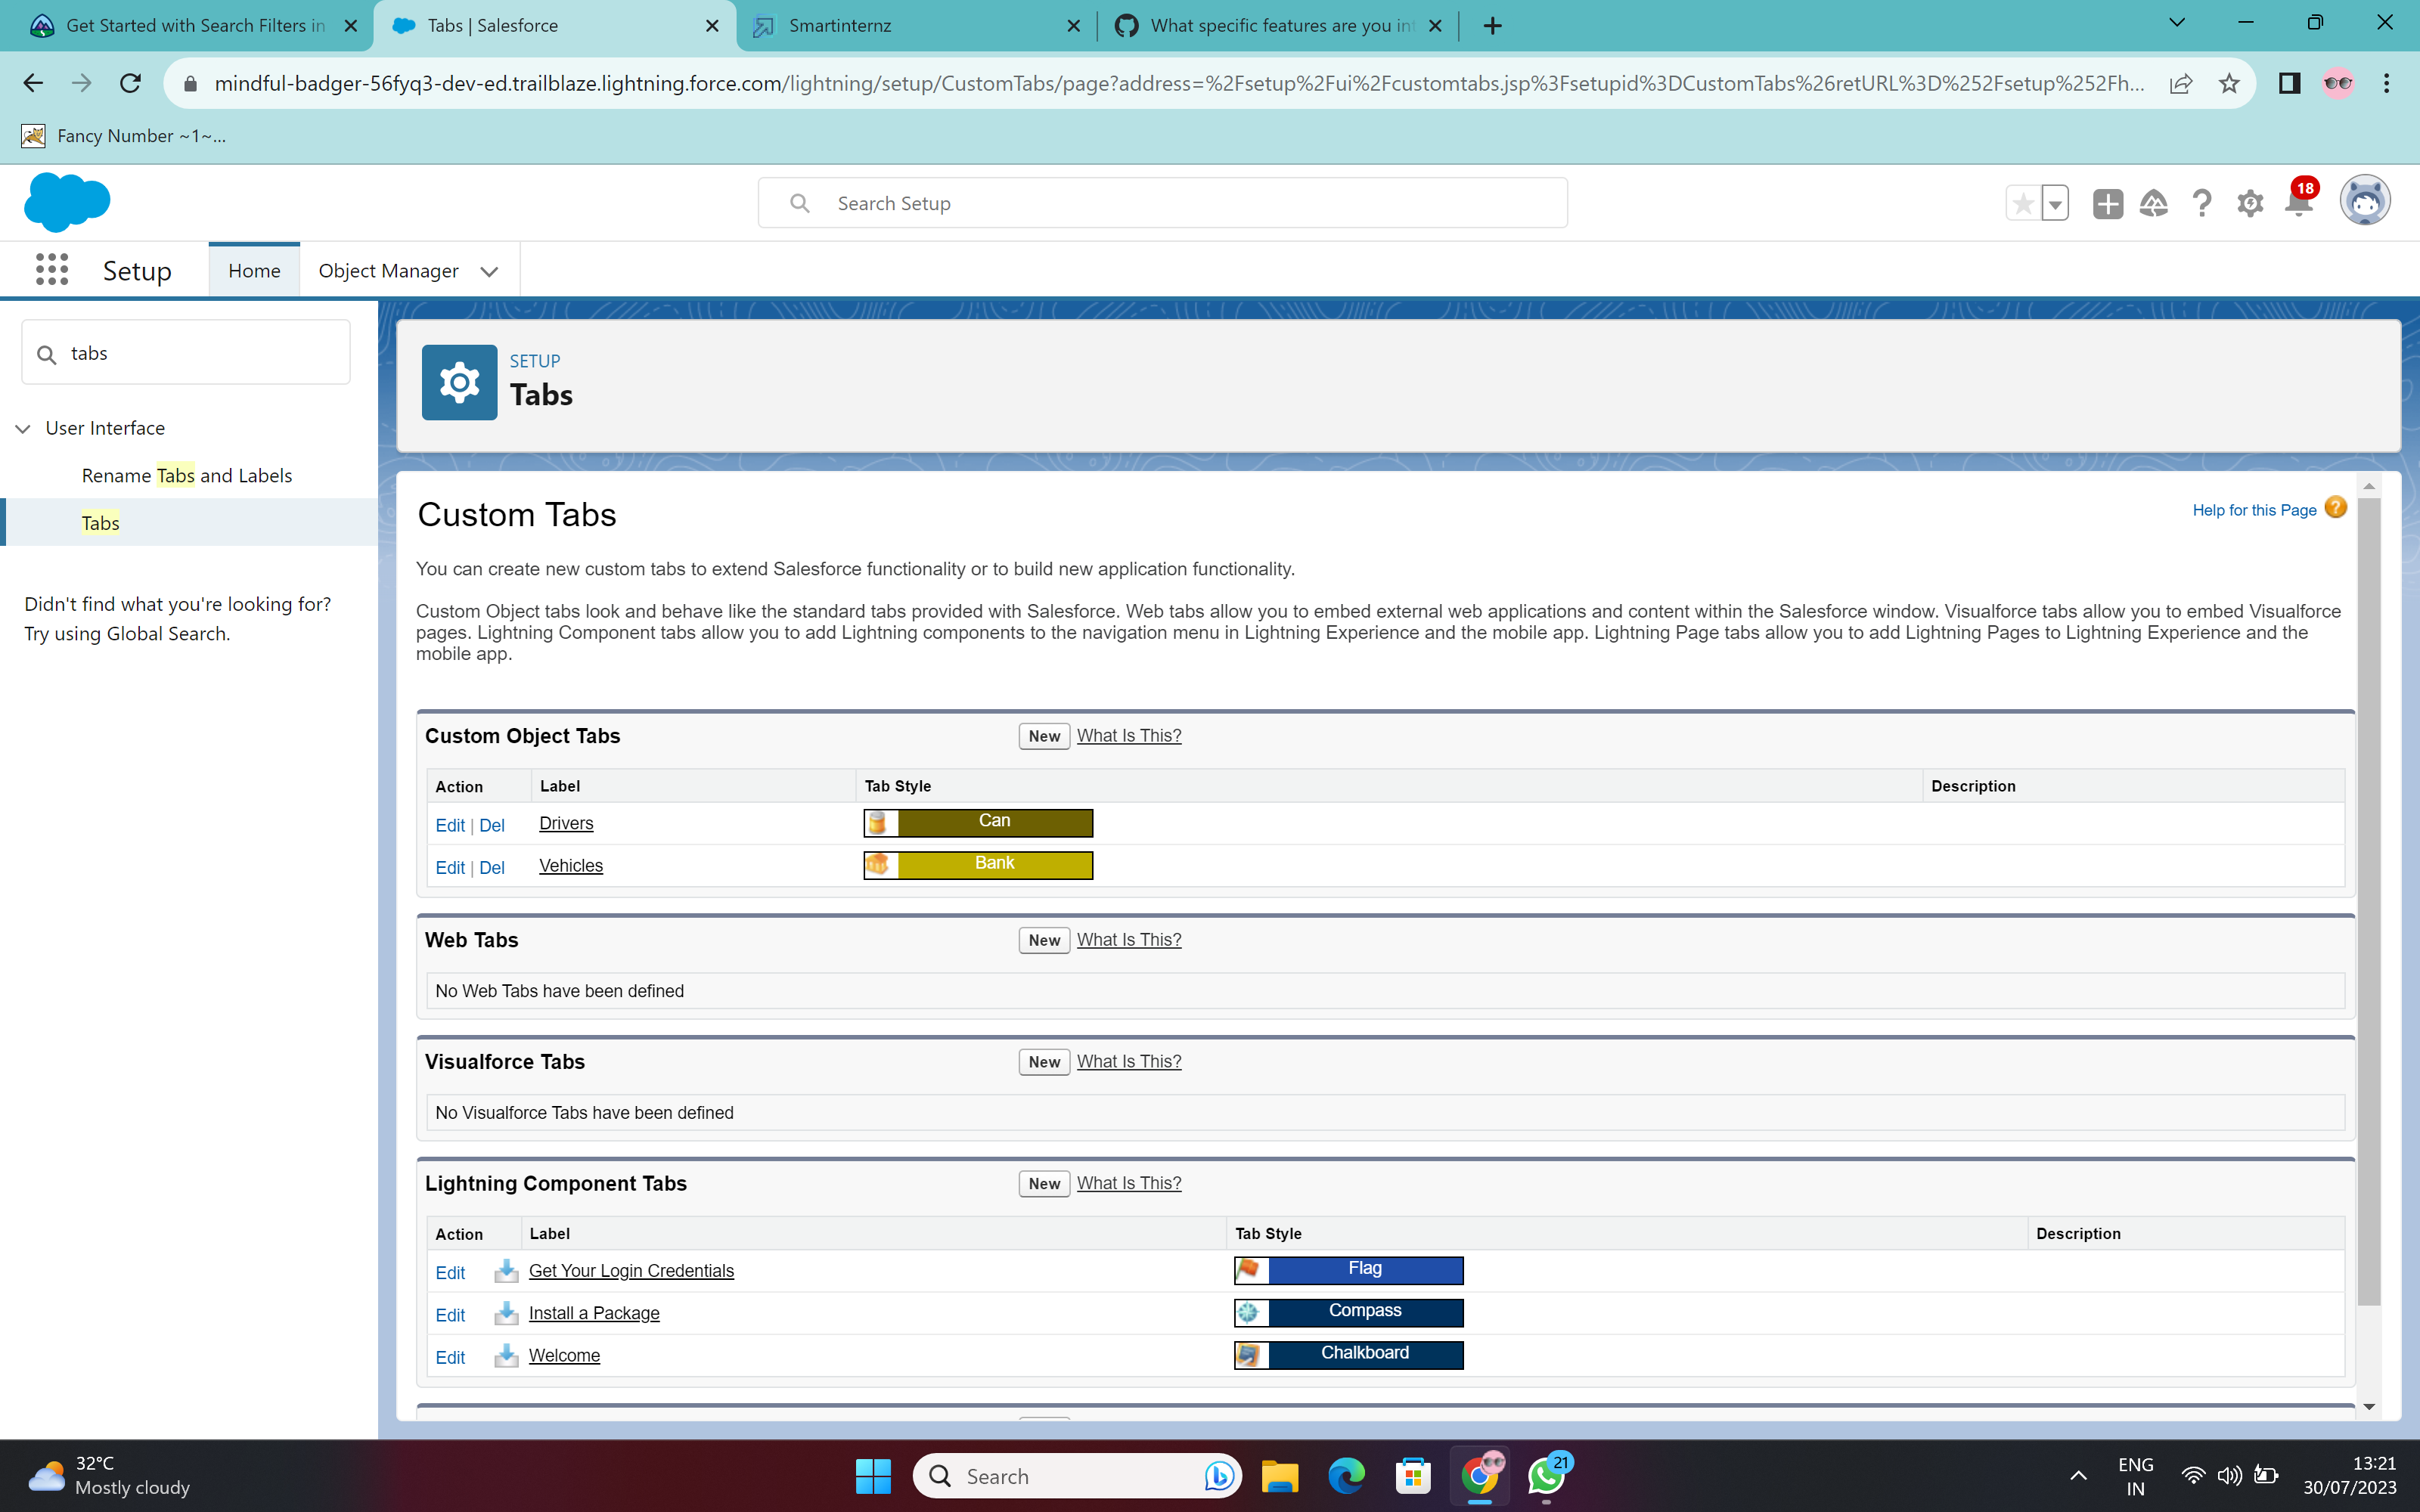 Get Started with Search Filters in
Tabs | Salesforce
Smartinternz
What specific features are you int
mindful-badger-56fyq3-dev-ed.trailblaze.lightning.force.com/lightning/setup/CustomTabs/page?address=%2Fsetup%2Fui%2Fcustomtabs.jsp%3Fsetupid%3DCustomTabs%26retURL%3D%252Fsetup%252Fh...
Fancy Number ~1~...
Search Setup
18
Setup
Home
Object Manager
tabs
User Interface
Rename Tabs and Labels
Tabs
Didn't find what you're looking for?
Try using Global Search.
SETUP
Tabs
Custom Tabs
Help for this Page
You can create new custom tabs to extend Salesforce functionality or to build new application functionality.
Custom Object tabs look and behave like the standard tabs provided with Salesforce. Web tabs allow you to embed external web applications and content within the Salesforce window. Visualforce tabs allow you to embed Visualforce
pages. Lightning Component tabs allow you to add Lightning components to the navigation menu in Lightning Experience and the mobile app. Lightning Page tabs allow you to add Lightning Pages to Lightning Experience and the
mobile app.
Custom Object Tabs New What Is This?
Action Label Tab Style Description
Edit | Del Drivers Can
Edit | Del Vehicles Bank
Web Tabs New What Is This?
No Web Tabs have been defined
Visualforce Tabs New What Is This?
No Visualforce Tabs have been defined
Lightning Component Tabs New What Is This?
Action Label Tab Style Description
Edit Get Your Login Credentials Flag
Edit Install a Package Compass
Edit Welcome Chalkboard
32°C
Mostly cloudy
Search
21
ENG
IN
13:21
30/07/2023